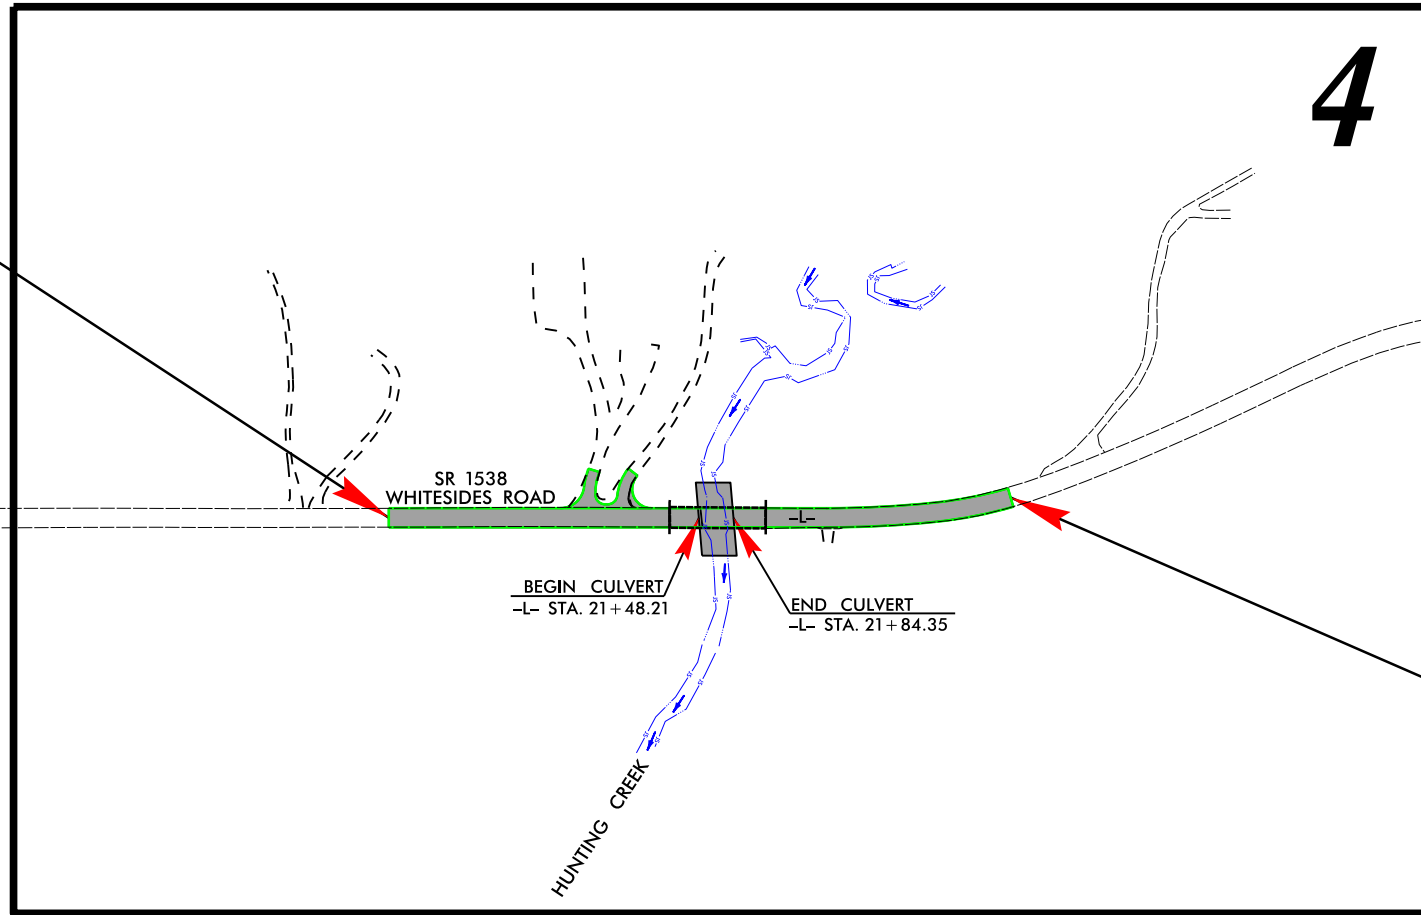 4
SR 1538
WHITESIDES ROAD
-L-
BEGIN CULVERT
-L- STA. 21+48.21
END CULVERT
-L- STA. 21+84.35
HUNTING CREEK